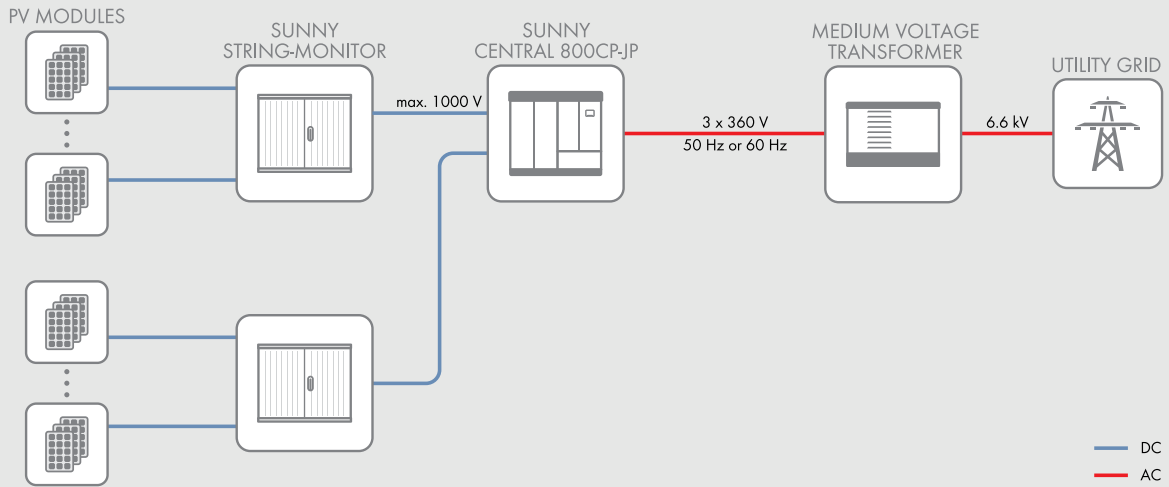 PV MODULES
SUNNY
STRING-MONITOR
SUNNY
CENTRAL 800CP-JP
MEDIUM VOLTAGE
TRANSFORMER
UTILITY GRID
max. 1000 V
3 x 360 V
50 Hz or 60 Hz
6.6 kV
DC
AC